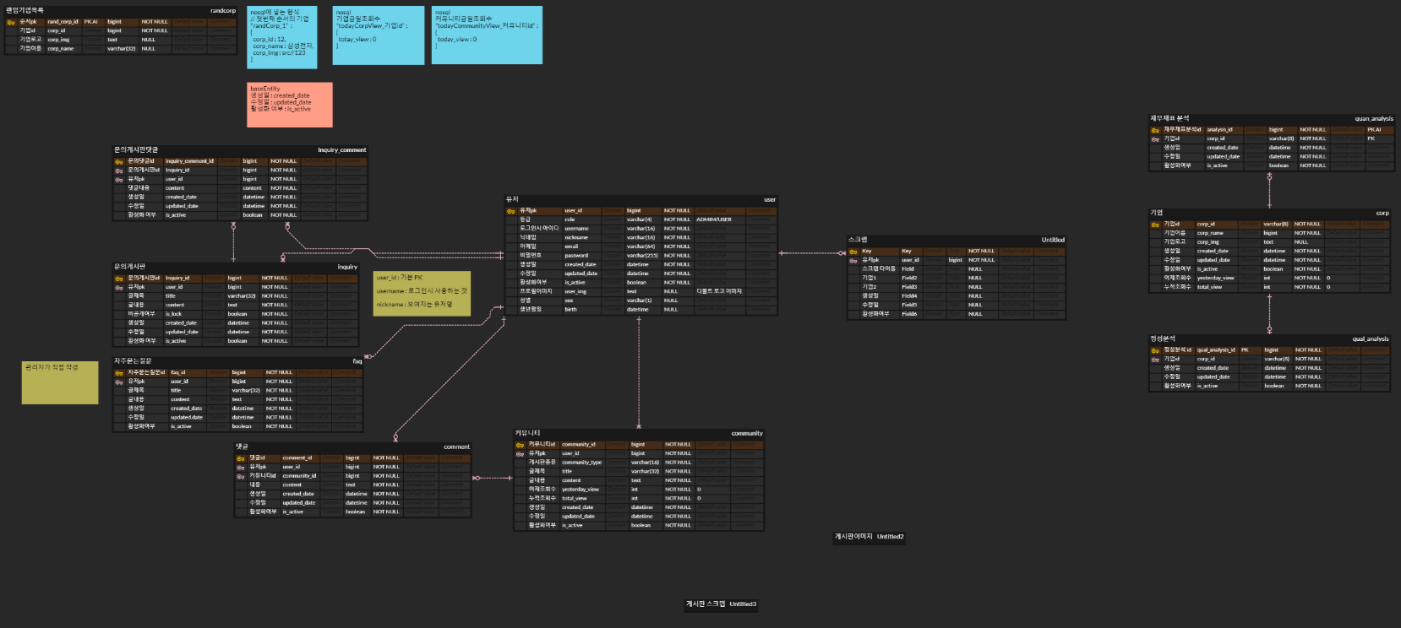 랜덤기업목록 randcorp
순서pk rand_corp_id PK.AI bigint NOT NULL
기업id corp_id bigint NOT NULL
기업로고 corp_img text NULL
기업이름 corp_name varchar(32) NULL
nosql에 넣는 형식
// 첫번째 순서의 기업
"randCorp_1" :
{
corp_id : 12,
corp_name : 삼성전자,
corp_img : src//123
}
nosql
기업금일조회수
"todayCorpView_기업id" :
{
totay_view : 0
}
nosql
커뮤니티금일조회수
"todayCommunityView_커뮤니티id" :
{
today_view : 0
}
baseEntity
생성일 : created_date
수정일 : updated_date
활성화 여부 : is_active
문의게시판댓글 inquiry_comment
문의댓글id inquiry_comment_id bigint NOT NULL
문의게시판id inquiry_id bigint NOT NULL
유저pk user_id bigint NOT NULL
댓글내용 content content NOT NULL
생성일 created_date datetime NOT NULL
수정일 updated_date datetime NOT NULL
활성화 여부 is_active boolean NOT NULL
문의게시판 inquiry
문의게시판id inquiry_id bigint NOT NULL
유저pk user_id bigint NOT NULL
글제목 title varchar(32) NOT NULL
글내용 content text NOT NULL
비공개여부 is_lock boolean NOT NULL
생성일 created_date datetime NOT NULL
수정일 updated_date datetime NOT NULL
활성화 여부 is_active boolean NOT NULL
user_id : 기본 PK
username : 로그인시 사용하는 것
nickname : 보여지는 유저명
관리자가 직접 작성
자주묻는질문 faq
자주묻는질문id faq_id bigint NOT NULL
유저pk user_id bigint NOT NULL
글제목 title varchar(32) NOT NULL
글내용 content text NOT NULL
생성일 created_date datetime NOT NULL
수정일 updated.date datetime NOT NULL
활성화여부 is_active boolean NOT NULL
댓글 comment
댓글id comment_id bigint NOT NULL
유저pk user_id bigint NOT NULL
커뮤니티id community_id bigint NOT NULL
내용 content text NOT NULL
생성일 created_date datetime NOT NULL
수정일 updated_date datetime NOT NULL
활성화여부 is_active boolean NOT NULL
유저 user
유저pk user_id bigint NOT NULL
등급 role varchar(4) NOT NULL ADMIM/USER
로그인시 아이디 username varchar(16) NOT NULL
닉네임 nickname varchar(16) NOT NULL
이메일 email varchar(64) NOT NULL
비밀번호 password varchar(255) NOT NULL
생성일 created_date datetime NOT NULL
수정일 updated_date datetime NOT NULL
활성화여부 is_active boolean NOT NULL
프로필이미지 user_img text NULL 디폴트 로고 이미지
성별 sex varchar(1) NULL
생년월일 birth datetime NULL
커뮤니티 community
커뮤니티id community_id bigint NOT NULL
유저pk user_id bigint NOT NULL
게시판종류 community_type varchar(16) NOT NULL
글제목 title varchar(32) NOT NULL
글내용 content text NOT NULL
어제조회수 yesterday_view int NOT NULL 0
누적조회수 total_view int NOT NULL 0
생성일 created_date datetime NOT NULL
수정일 updated_date datetime NOT NULL
활성화여부 is_active boolean NOT NULL
스크랩 Untitled
Key Key NOT NULL
유저pk user_id bigint NOT NULL
스크랩 타이틀 Field NULL
기업1 Field2 NULL
기업2 Field3 NULL
생성일 Field4 NULL
수정일 Field5 NULL
활성화여부 Field6 NULL
게시판이미지 Untitled2
게시판 스크랩 Untitled3
재무재표 분석 quan_analysis
재무재표분석id analysis_id bigint NOT NULL PK.AI
기업id corp_id varchar(8) NOT NULL FK
생성일 created_date datetime NOT NULL
수정일 updated_date datetime NOT NULL
활성화여부 is_active boolean NOT NULL
기업 corp
기업id corp_id varchar(8) NOT NULL
기업이름 corp_name bigint NOT NULL
기업로고 corp_img text NULL
생성일 created_date datetime NOT NULL
수정일 updated_date datetime NOT NULL
활성화여부 is_active boolean NOT NULL
어제조회수 yesterday_view int NOT NULL 0
누적조회수 total_view int NOT NULL 0
정성분석 qual_analysis
정성분석 id qual_analysis_id PK bigint NOT NULL
기업id corp_id varchar(8) NOT NULL
생성일 created_date datetime NOT NULL
수정일 updated_date datetime NOT NULL
활성화여부 is_active boolean NOT NULL